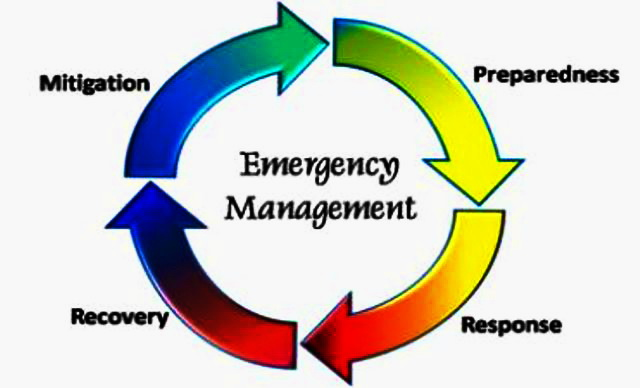 Mitigation
Preparedness
Emergency
Management
Recovery
Response